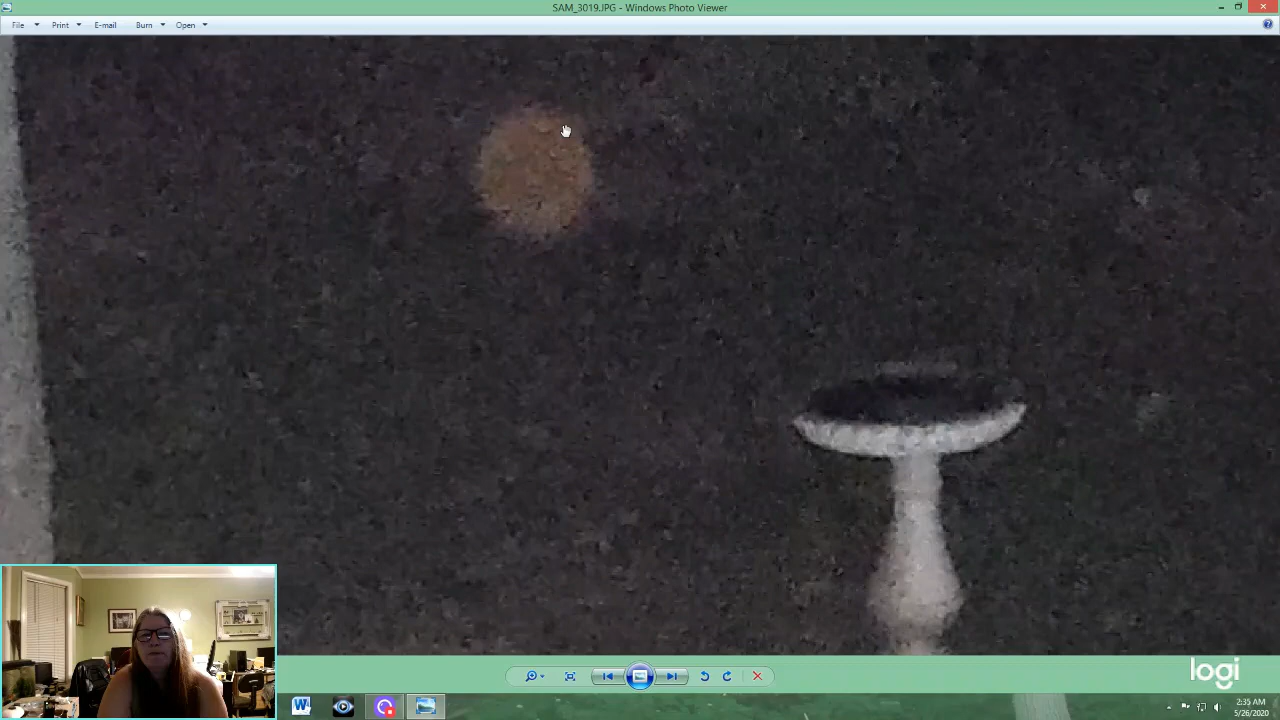 SAM_3019.JPG - Windows Photo Viewer
File Print E-mail Burn Open
logi
2:35 AM
5/26/2020